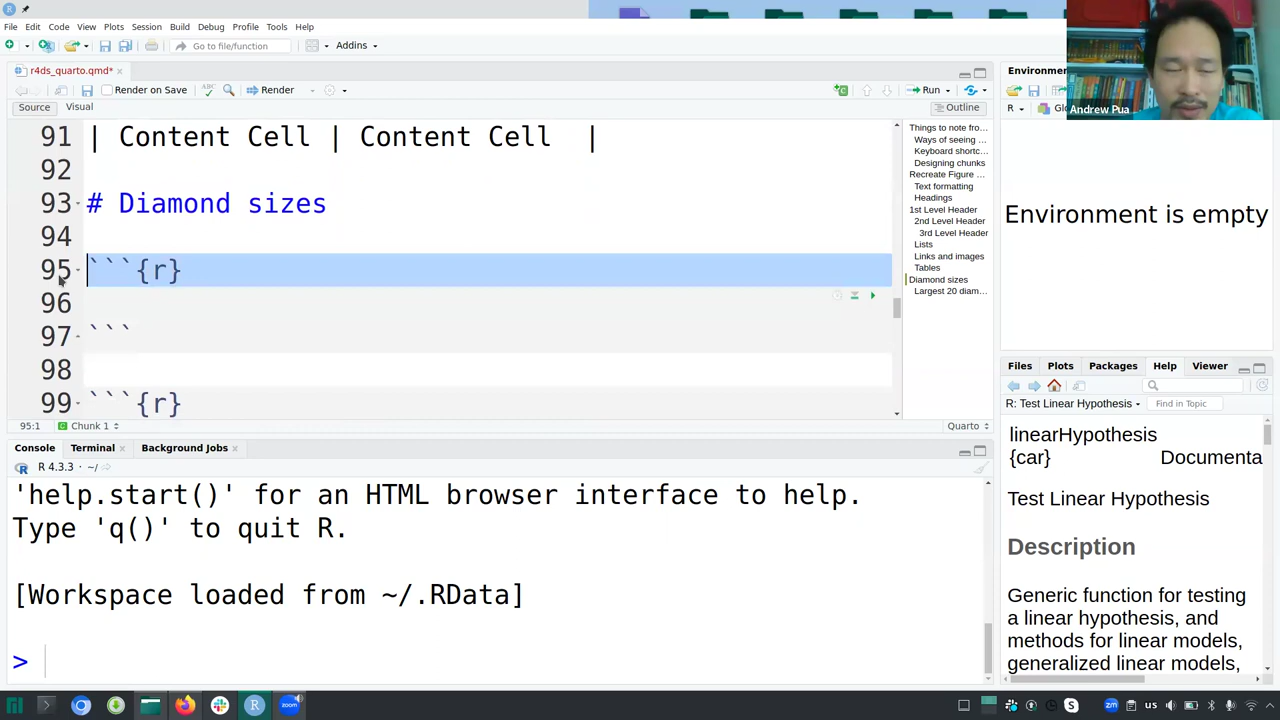 File Edit Code View Plots Session Build Debug Profile Tools Help
Go to file/function Addins
r4ds_quarto.qmd*
Render on Save ABC Render Run
Source Visual Outline
91 | Content Cell | Content Cell |
92
93 # Diamond sizes
94
95 ```{r}
96
97 ```
98
99 ```{r}
95:1 Chunk 1 Quarto
Things to note fro...
Ways of seeing ...
Keyboard shortc...
Designing chunks
Recreate Figure ...
Text formatting
Headings
1st Level Header
2nd Level Header
3rd Level Header
Lists
Links and images
Tables
Diamond sizes
Largest 20 diam...
Console Terminal Background Jobs
R 4.3.3 · ~/
'help.start()' for an HTML browser interface to help.
Type 'q()' to quit R.
[Workspace loaded from ~/.RData]
>
Andrew Pua
Environment is empty
Files Plots Packages Help Viewer
R: Test Linear Hypothesis Find in Topic
linearHypothesis
{car} Documenta
Test Linear Hypothesis
Description
Generic function for testing
a linear hypothesis, and
methods for linear models,
generalized linear models,
zoom
zm us